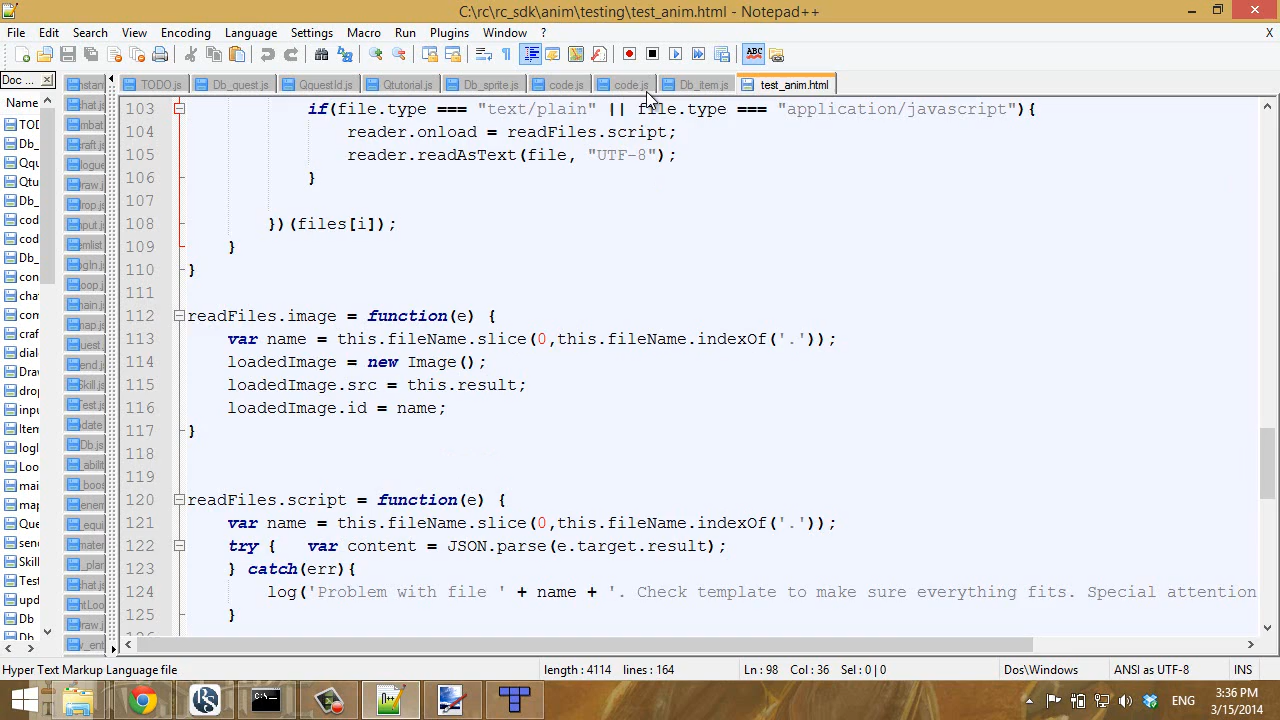 C:\rc\rc_sdk\anim\testing\test_anim.html - Notepad++
File Edit Search View Encoding Language Settings Macro Run Plugins Window ? X
ABC
Doc ...
TODO.js Db_quest.js QquestId.js Qtutorial.js Db_sprite.js code.js code.js Db_item.js test_anim.html
Name
103 if(file.type === "text/plain" || file.type === "application/javascript"){
104 reader.onload = readFiles.script;
105 reader.readAsText(file, "UTF-8");
106 }
107
108 })(files[i]);
109 }
110 }
111
112 readFiles.image = function(e) {
113 var name = this.fileName.slice(0,this.fileName.indexOf('.'));
114 loadedImage = new Image();
115 loadedImage.src = this.result;
116 loadedImage.id = name;
117 }
118
119
120 readFiles.script = function(e) {
121 var name = this.fileName.slice(0,this.fileName.indexOf('.'));
122 try { var content = JSON.parse(e.target.result);
123 } catch(err){
124 log('Problem with file ' + name + '. Check template to make sure everything fits. Special attention
125 }
Hyper Text Markup Language file length : 4114 lines : 164 Ln : 98 Col : 36 Sel : 0 | 0 Dos\Windows ANSI as UTF-8 INS
ENG
3:36 PM
3/15/2014